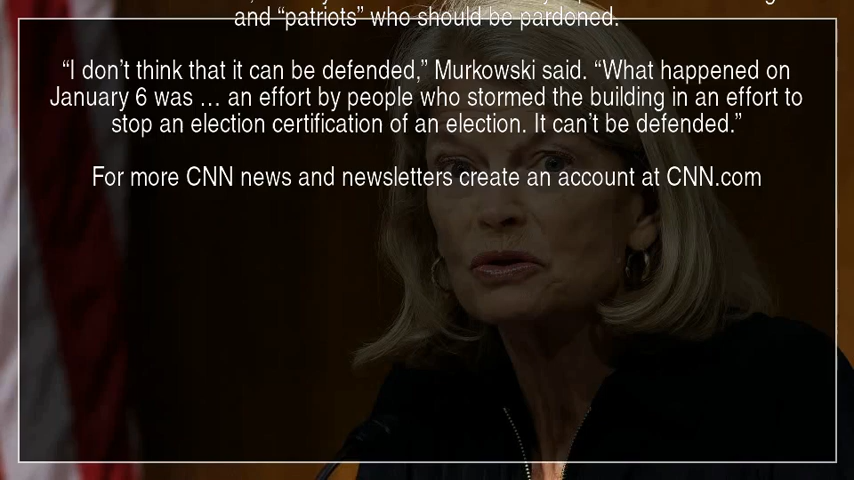 and “patriots” who should be pardoned.
“I don’t think that it can be defended,” Murkowski said. “What happened on
January 6 was … an effort by people who stormed the building in an effort to
stop an election certification of an election. It can’t be defended.”
For more CNN news and newsletters create an account at CNN.com